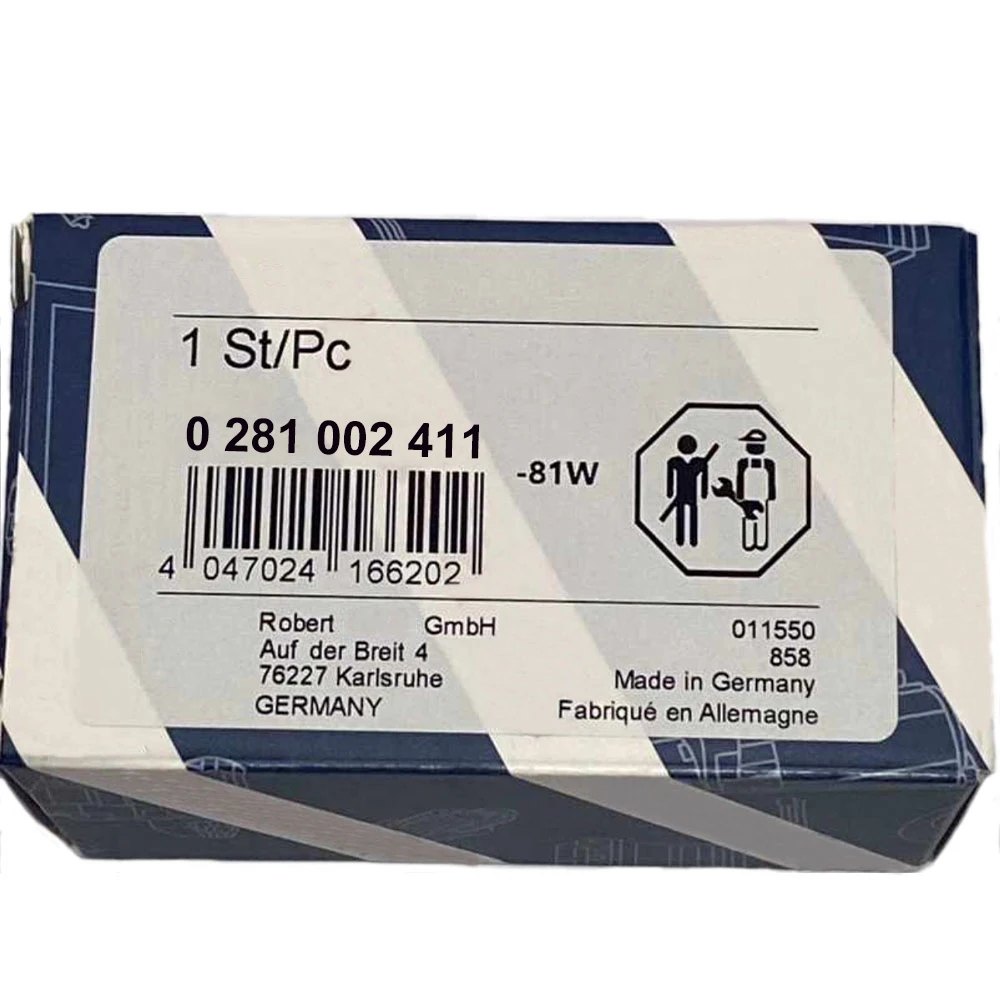 1 St/Pc
0 281 002 411
-81W
4 047024 166202
Robert GmbH
Auf der Breit 4
76227 Karlsruhe
GERMANY
011550
858
Made in Germany
Fabriqué en Allemagne